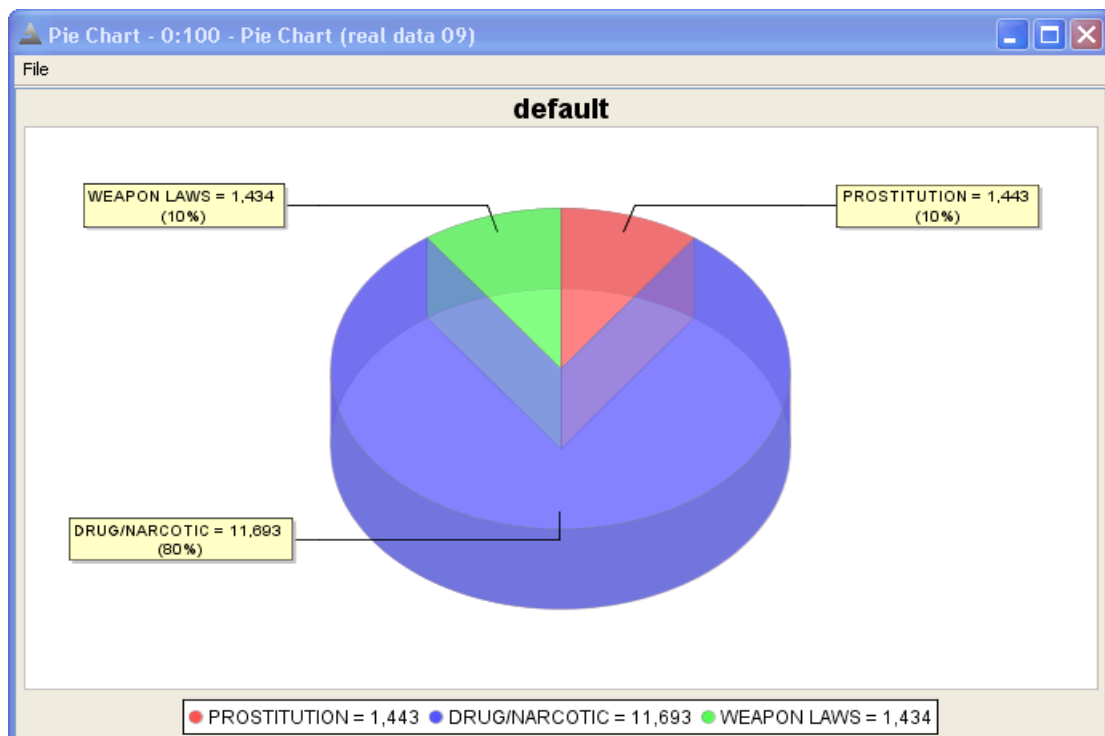 Pie Chart - 0:100 - Pie Chart (real data 09)
File
default
WEAPON LAWS = 1,434
(10%)
PROSTITUTION = 1,443
(10%)
DRUG/NARCOTIC = 11,693
(80%)
PROSTITUTION = 1,443 DRUG/NARCOTIC = 11,693 WEAPON LAWS = 1,434